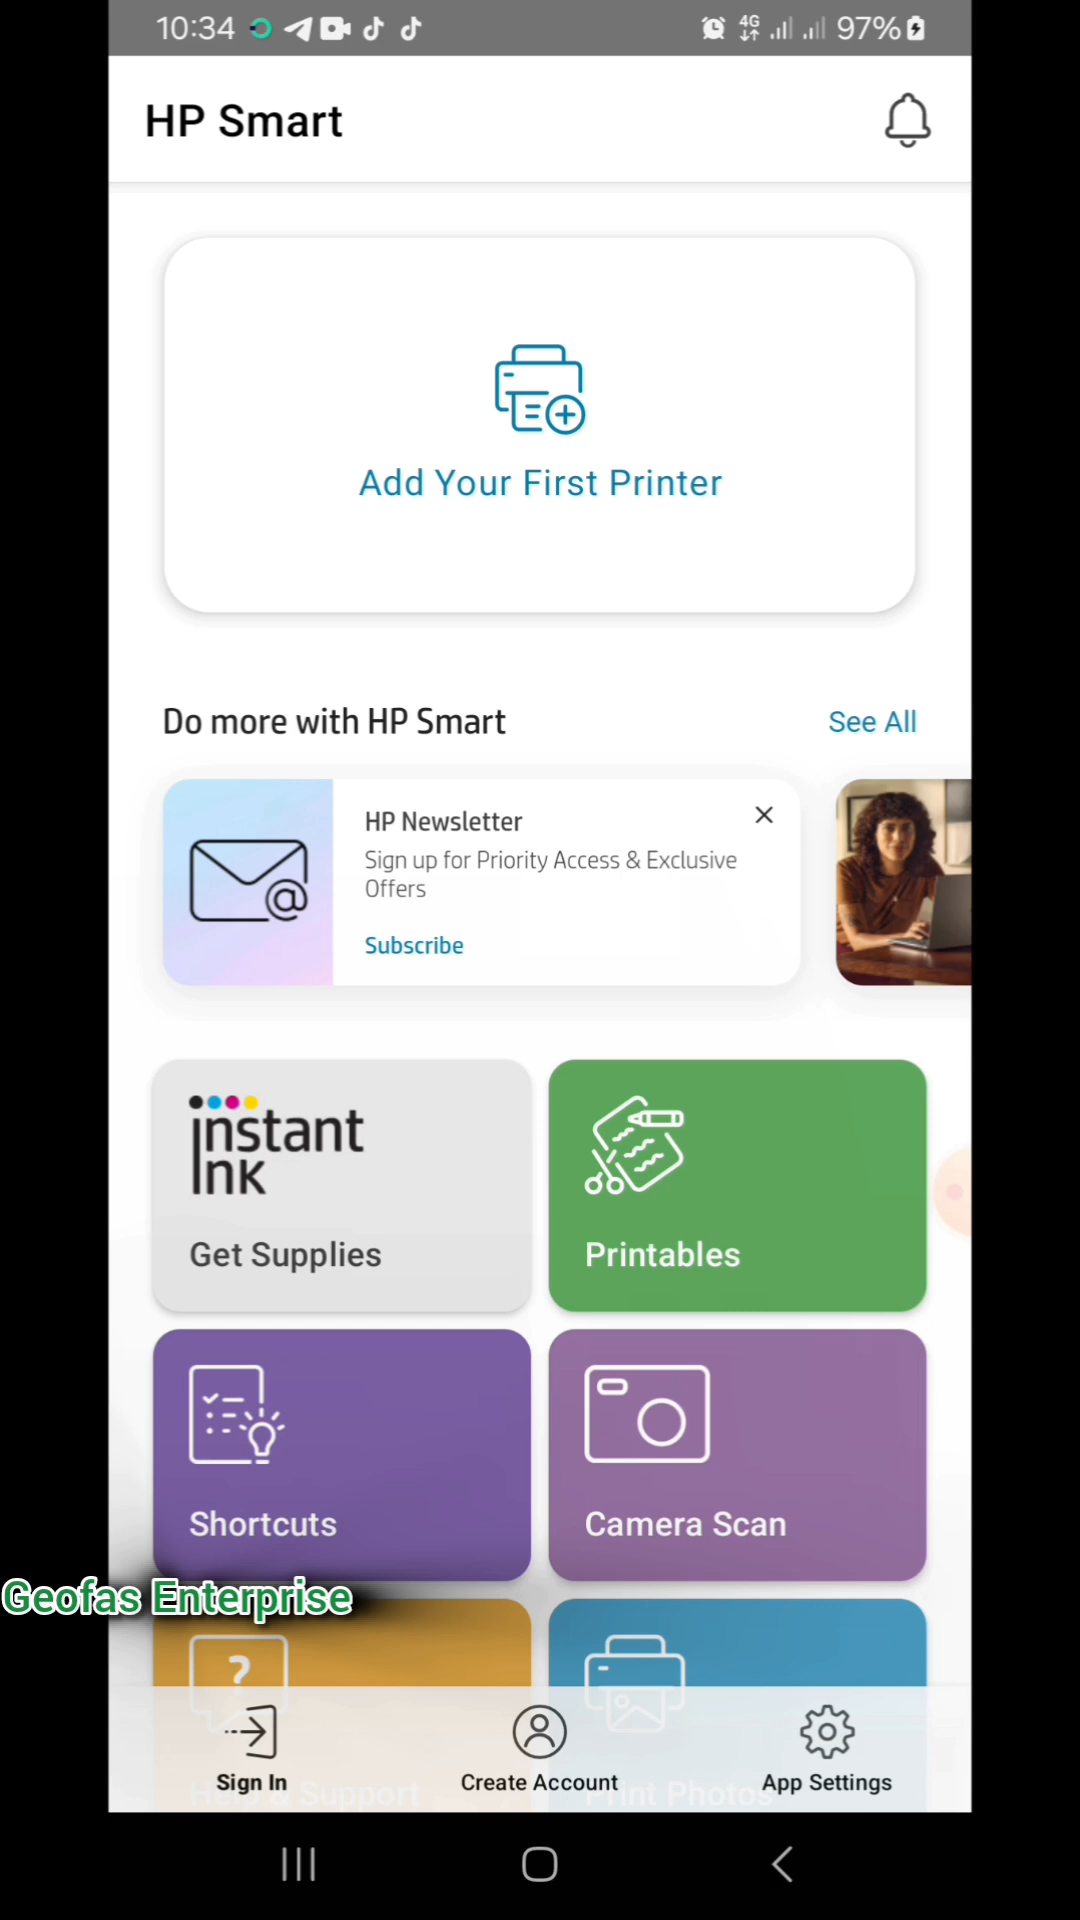 10:34
4G
97%
HP Smart
Add Your First Printer
Do more with HP Smart
See All
HP Newsletter
Sign up for Priority Access & Exclusive
Offers
Subscribe
instant
ink
Get Supplies
Printables
Shortcuts
Camera Scan
Geofas Enterprise
Help & Support
Print Photos
Sign In
Create Account
App Settings